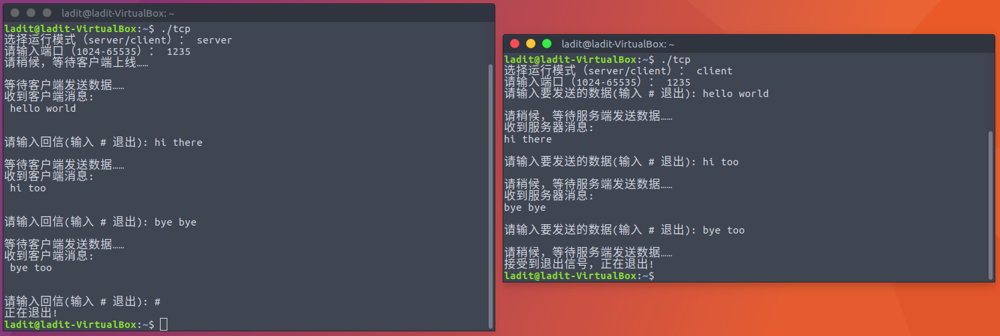 ladit@ladit-VirtualBox: ~
ladit@ladit-VirtualBox:~$ ./tcp
选择运行模式（server/client）： server
请输入端口（1024-65535）： 1235
请稍候，等待客户端上线……
等待客户端发送数据……
收到客户端消息:
hello world
请输入回信(输入 # 退出): hi there
等待客户端发送数据……
收到客户端消息:
hi too
请输入回信(输入 # 退出): bye bye
等待客户端发送数据……
收到客户端消息:
bye too
请输入回信(输入 # 退出): #
正在退出!
ladit@ladit-VirtualBox:~$
ladit@ladit-VirtualBox: ~
ladit@ladit-VirtualBox:~$ ./tcp
选择运行模式（server/client）： client
请输入端口（1024-65535）： 1235
请输入要发送的数据(输入 # 退出): hello world
请稍候，等待服务端发送数据……
收到服务器消息:
hi there
请输入要发送的数据(输入 # 退出): hi too
请稍候，等待服务端发送数据……
收到服务器消息:
bye bye
请输入要发送的数据(输入 # 退出): bye too
请稍候，等待服务端发送数据……
接受到退出信号，正在退出!
ladit@ladit-VirtualBox:~$